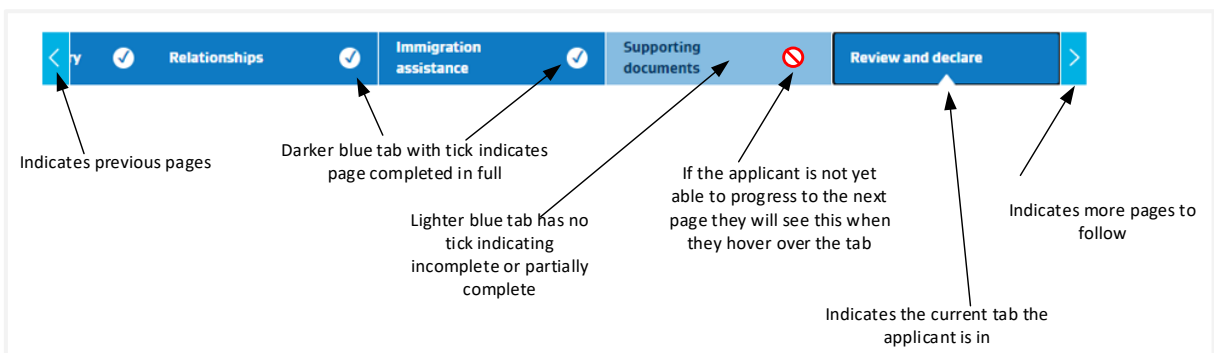 ry
Relationships
Immigration
assistance
Supporting
documents
Review and declare
Indicates previous pages
Darker blue tab with tick indicates
page completed in full
Lighter blue tab has no
tick indicating
incomplete or partially
complete
If the applicant is not yet
able to progress to the next
page they will see this when
they hover over the tab
Indicates more pages to
follow
Indicates the current tab the
applicant is in